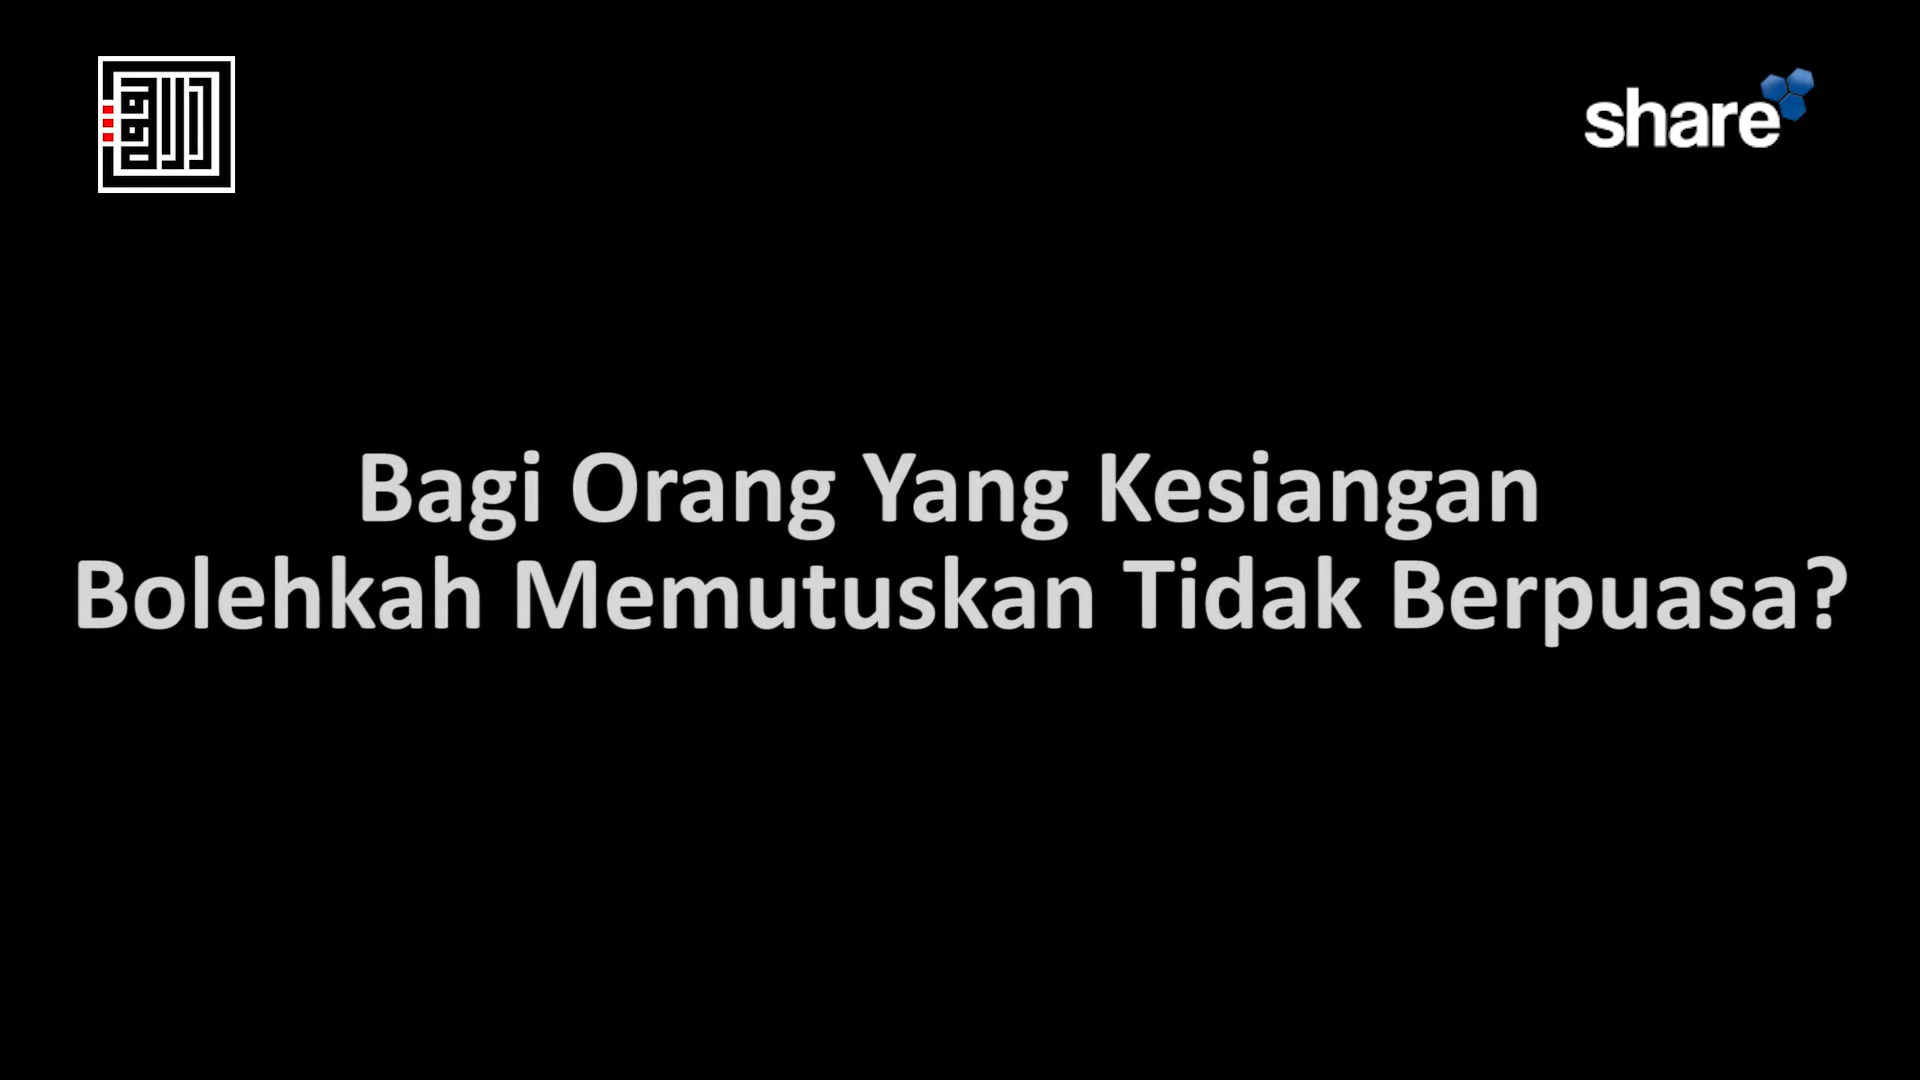 share
Bagi Orang Yang Kesiangan
Bolehkah Memutuskan Tidak Berpuasa?